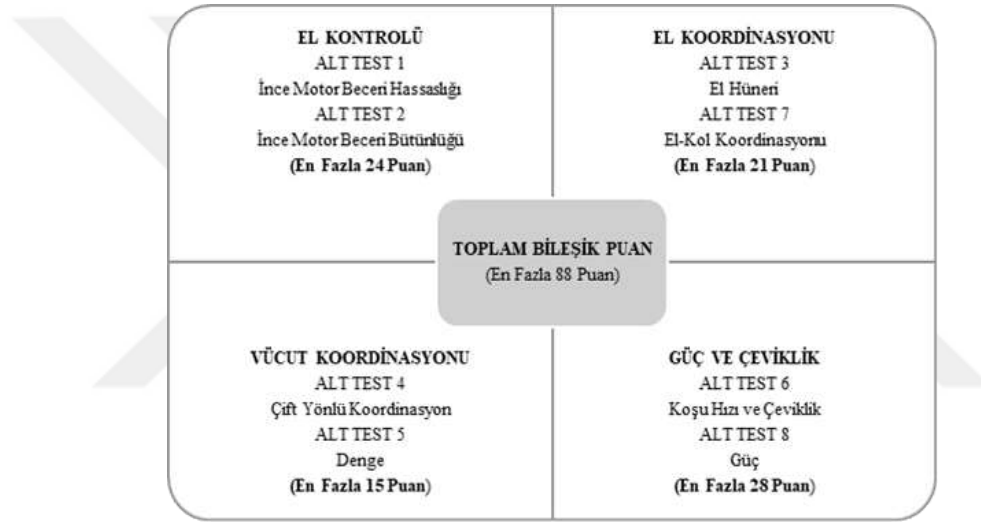 EL KONTROLÜ
ALT TEST 1
İnce Motor Beceri Hassaslığı
ALT TEST 2
İnce Motor Beceri Bütünlüğü
(En Fazla 24 Puan)
EL KOORDİNASYONU
ALT TEST 3
El Hüneri
ALT TEST 7
El-Kol Koordinasyonu
(En Fazla 21 Puan)
TOPLAM BİLEŞİK PUAN
(En Fazla 88 Puan)
VÜCUT KOORDİNASYONU
ALT TEST 4
Çift Yönlü Koordinasyon
ALT TEST 5
Denge
(En Fazla 15 Puan)
GÜÇ VE ÇEVİKLİK
ALT TEST 6
Koşu Hızı ve Çeviklik
ALT TEST 8
Güç
(En Fazla 28 Puan)